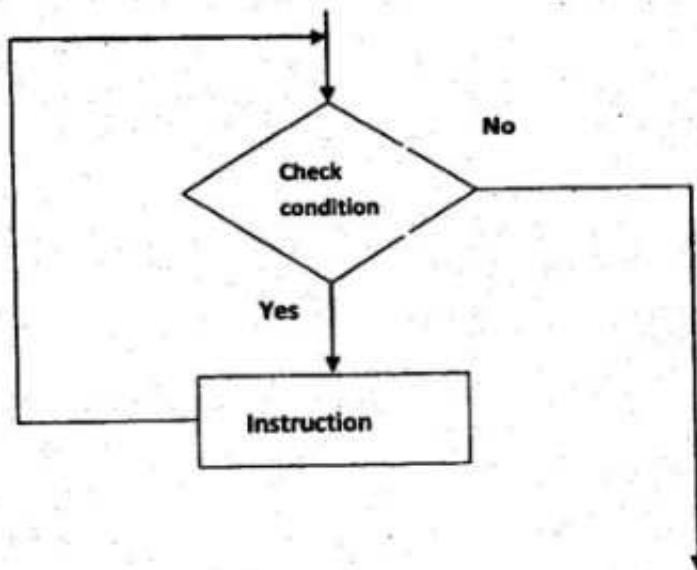 No
Check
condition
Yes
Instruction